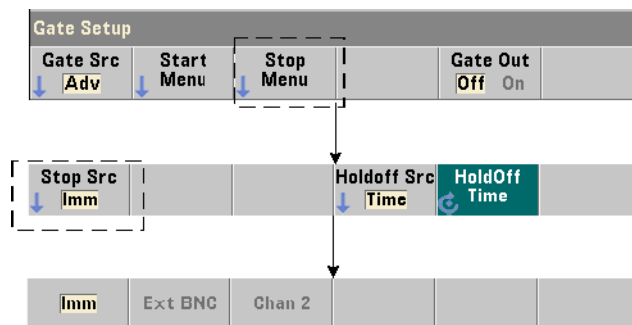 Gate Setup
Gate Src Start Stop Gate Out
Adv Menu Menu Off On
Stop Src Holdoff Src HoldOff
Imm Time Time
Imm Ext BNC Chan 2